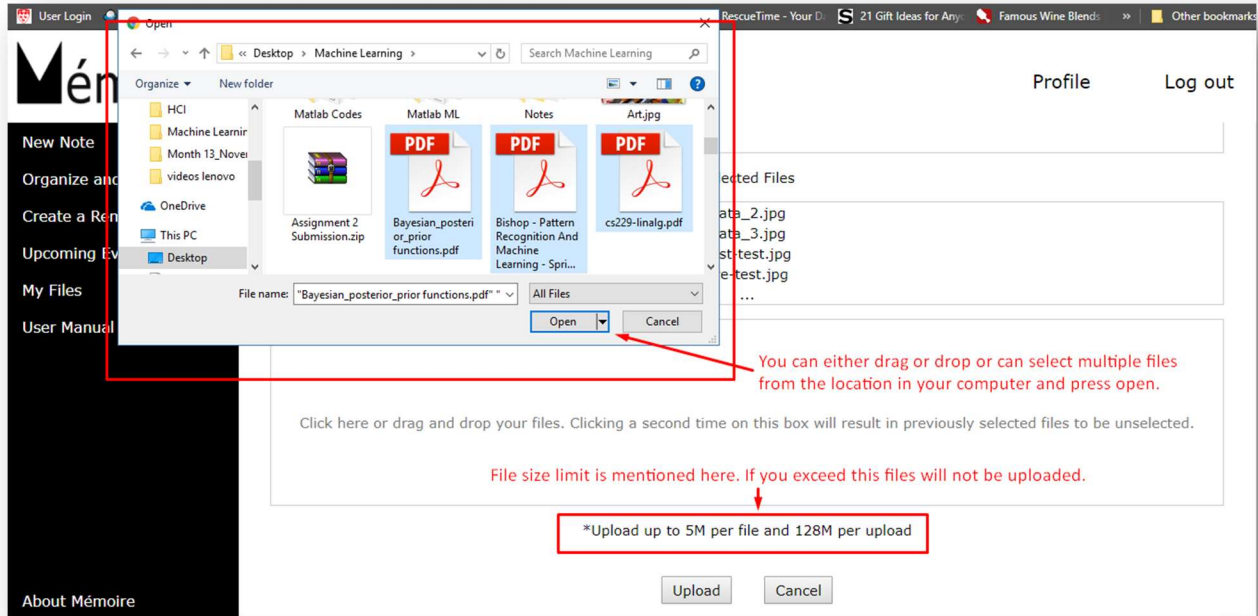 User Login
RescueTime - Your D
21 Gift Ideas for Any
Famous Wine Blends
»
Other bookmarks
Open
« Desktop > Machine Learning >
Search Machine Learning
Organize
New folder
HCI
Machine Learnin
Month 13_Nover
videos lenovo
OneDrive
This PC
Desktop
Matlab Codes
Matlab ML
Notes
Art.jpg
PDF
PDF
PDF
Assignment 2
Submission.zip
Bayesian_posteri
or_prior
functions.pdf
Bishop - Pattern
Recognition And
Machine
Learning - Spri...
cs229-linalg.pdf
File name:
"Bayesian_posterior_prior functions.pdf" "
All Files
Open
Cancel
Mém
Profile
Log out
New Note
Organize and
Create a Ren
Upcoming Ev
My Files
User Manual
About Mémoire
ected Files
ata_2.jpg
ata_3.jpg
st-test.jpg
e-test.jpg
...
You can either drag or drop or can select multiple files
from the location in your computer and press open.
Click here or drag and drop your files. Clicking a second time on this box will result in previously selected files to be unselected.
File size limit is mentioned here. If you exceed this files will not be uploaded.
*Upload up to 5M per file and 128M per upload
Upload
Cancel